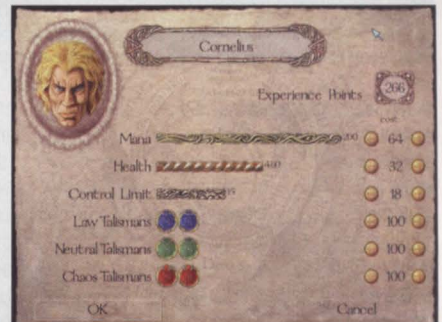 Cornelius
Experience Points 266
cost
Mana 200 64
Health 32
Control Limit 18
Law Talismans 100
Neutral Talismans 100
Chaos Talismans 100
OK Cancel